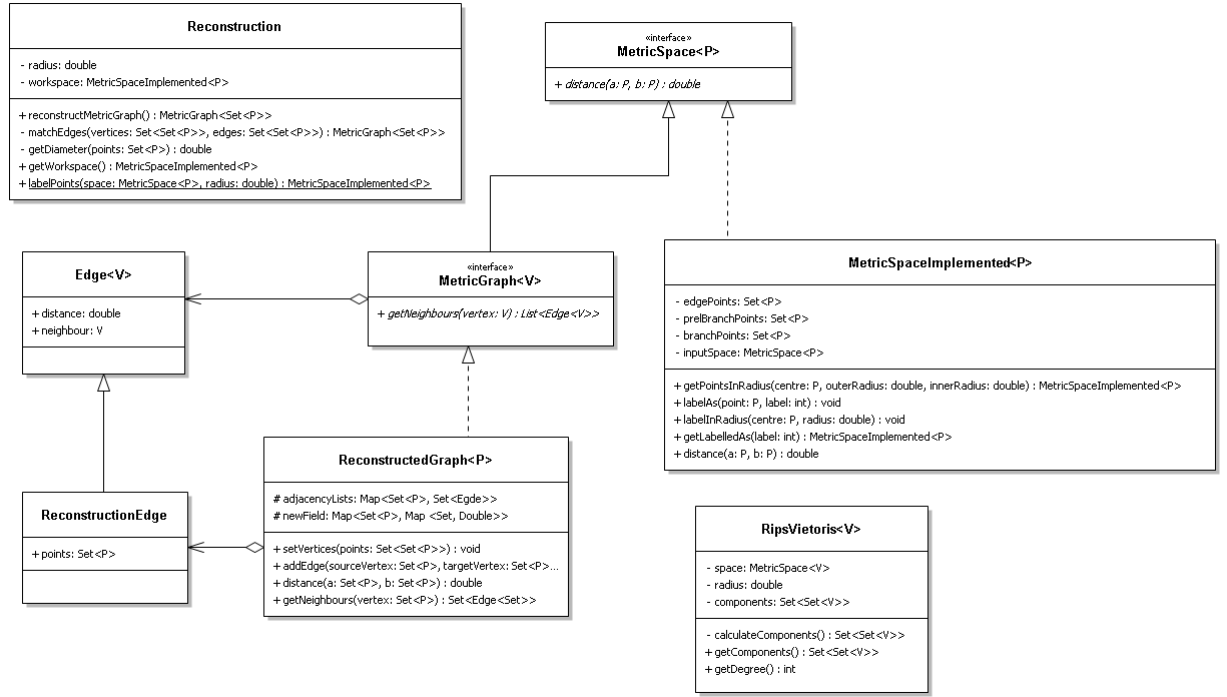 Reconstruction
- radius: double
- workspace: MetricSpaceImplemented<P>
+ reconstructMetricGraph() : MetricGraph<Set<P>>
- matchEdges(vertices: Set<Set<P>>, edges: Set<Set<P>>) : MetricGraph<Set<P>>
- getDiameter(points: Set<P>) : double
+ getWorkspace() : MetricSpaceImplemented<P>
+ labelPoints(space: MetricSpace<P>, radius: double) : MetricSpaceImplemented<P>
«interface»
MetricSpace<P>
+ distance(a: P, b: P) : double
Edge<V>
+ distance: double
+ neighbour: V
«interface»
MetricGraph<V>
+ getNeighbours(vertex: V) : List<Edge<V>>
MetricSpaceImplemented<P>
- edgePoints: Set<P>
- prelBranchPoints: Set<P>
- branchPoints: Set<P>
- inputSpace: MetricSpace<P>
+ getPointsInRadius(centre: P, outerRadius: double, innerRadius: double) : MetricSpaceImplemented<P>
+ labelAs(point: P, label: int) : void
+ labelInRadius(centre: P, radius: double) : void
+ getLabelledAs(label: int) : MetricSpaceImplemented<P>
+ distance(a: P, b: P) : double
ReconstructionEdge
+ points: Set<P>
ReconstructedGraph<P>
# adjacencyLists: Map<Set<P>, Set<Egde>>
# newField: Map<Set<P>, Map <Set, Double>>
+ setVertices(points: Set<Set<P>>) : void
+ addEdge(sourceVertex: Set<P>, targetVertex: Set<P>...
+ distance(a: Set<P>, b: Set<P>) : double
+ getNeighbours(vertex: Set<P>) : Set<Edge<Set>>
RipsVietoris<V>
- space: MetricSpace<V>
- radius: double
- components: Set<Set<V>>
- calculateComponents() : Set<Set<V>>
+ getComponents() : Set<Set<V>>
+ getDegree() : int